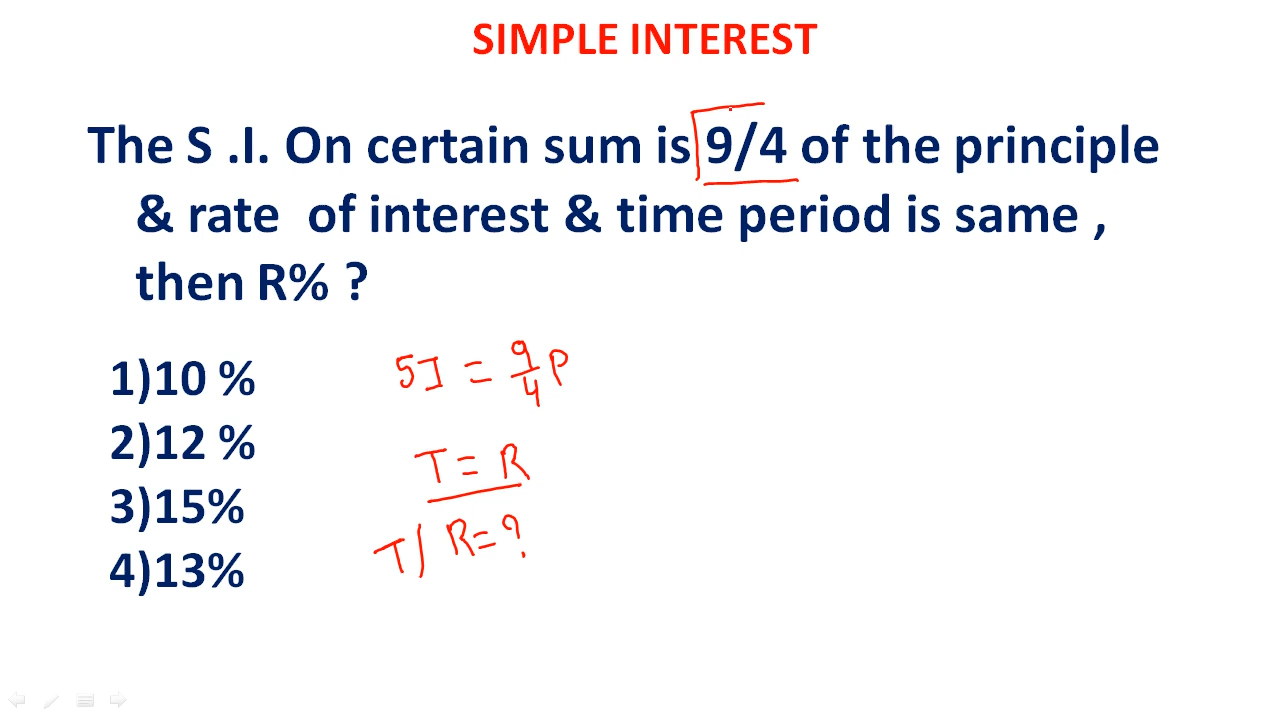 SIMPLE INTEREST
The S .I. On certain sum is 9/4 of the principle
& rate of interest & time period is same ,
then R% ?
1)10 %
2)12 %
3)15%
4)13%
SI = 9/4 P
T = R
T/ R = ?